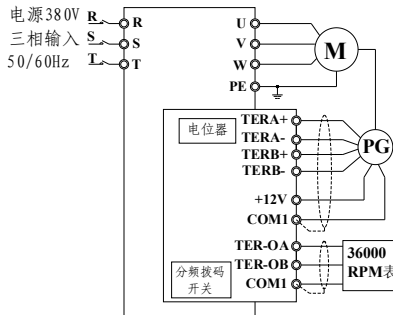 电源380V R R U
三相输入 S S V M
50/60Hz T T W
PE
TERA+
电位器 TERA-
TERB+ PG
TERB-
+12V
COM1
TER-OA 36000
分频拨码 TER-OB RPM表
开关 COM1